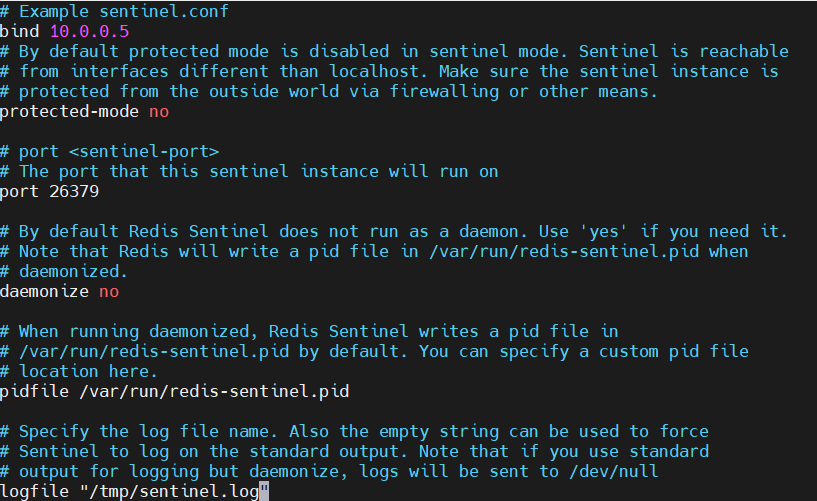 # Example sentinel.conf
bind 10.0.0.5
# By default protected mode is disabled in sentinel mode. Sentinel is reachable
# from interfaces different than localhost. Make sure the sentinel instance is
# protected from the outside world via firewalling or other means.
protected-mode no
# port <sentinel-port>
# The port that this sentinel instance will run on
port 26379
# By default Redis Sentinel does not run as a daemon. Use 'yes' if you need it.
# Note that Redis will write a pid file in /var/run/redis-sentinel.pid when
# daemonized.
daemonize no
# When running daemonized, Redis Sentinel writes a pid file in
# /var/run/redis-sentinel.pid by default. You can specify a custom pid file
# location here.
pidfile /var/run/redis-sentinel.pid
# Specify the log file name. Also the empty string can be used to force
# Sentinel to log on the standard output. Note that if you use standard
# output for logging but daemonize, logs will be sent to /dev/null
logfile "/tmp/sentinel.log"